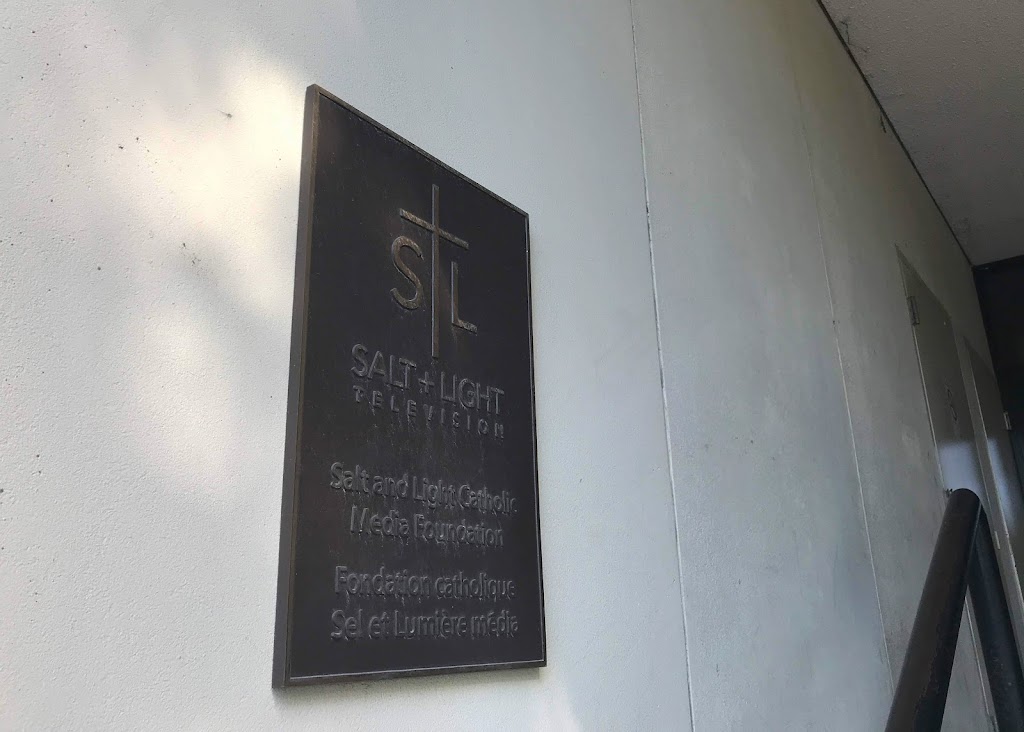 S L
SALT + LIGHT
TELEVISION
Salt and Light Catholic
Media Foundation
Fondation catholique
Sel et Lumière média